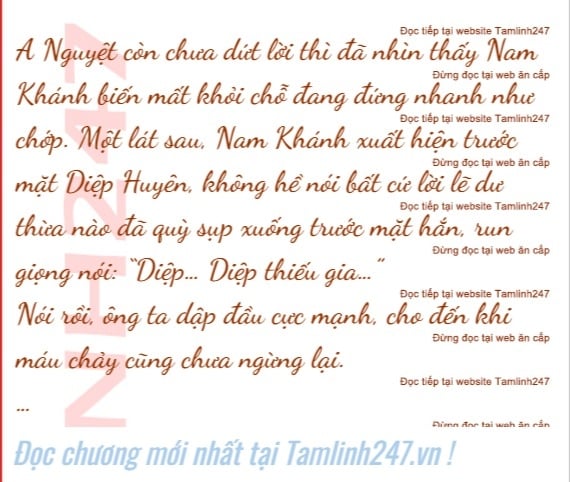 Đọc tiếp tại website Tamlinh247
A Nguyệt còn chưa dứt lời thì đã nhìn thấy Nam
Đừng đọc tại web ăn cắp
Khánh biến mất khỏi chỗ đang đứng nhanh như
Đọc tiếp tại website Tamlinh247
chớp. Một lát sau, Nam Khánh xuất hiện trước
Đừng đọc tại web ăn cắp
mặt Diệp Huyên, không hề nói bất cứ lời lẽ dư
Đọc tiếp tại website Tamlinh247
thừa nào đã quỳ sụp xuống trước mặt hắn, run
Đừng đọc tại web ăn cắp
giọng nói: “Diệp... Diệp thiếu gia...”
Đọc tiếp tại website Tamlinh247
Nói rồi, ông ta dập đầu cực mạnh, cho đến khi
Đừng đọc tại web ăn cắp
máu chảy cũng chưa ngừng lại.
Đọc tiếp tại website Tamlinh247
...
Đừng đọc tại web ăn cắp
NH247
Đọc chương mới nhất tại Tamlinh247.vn !